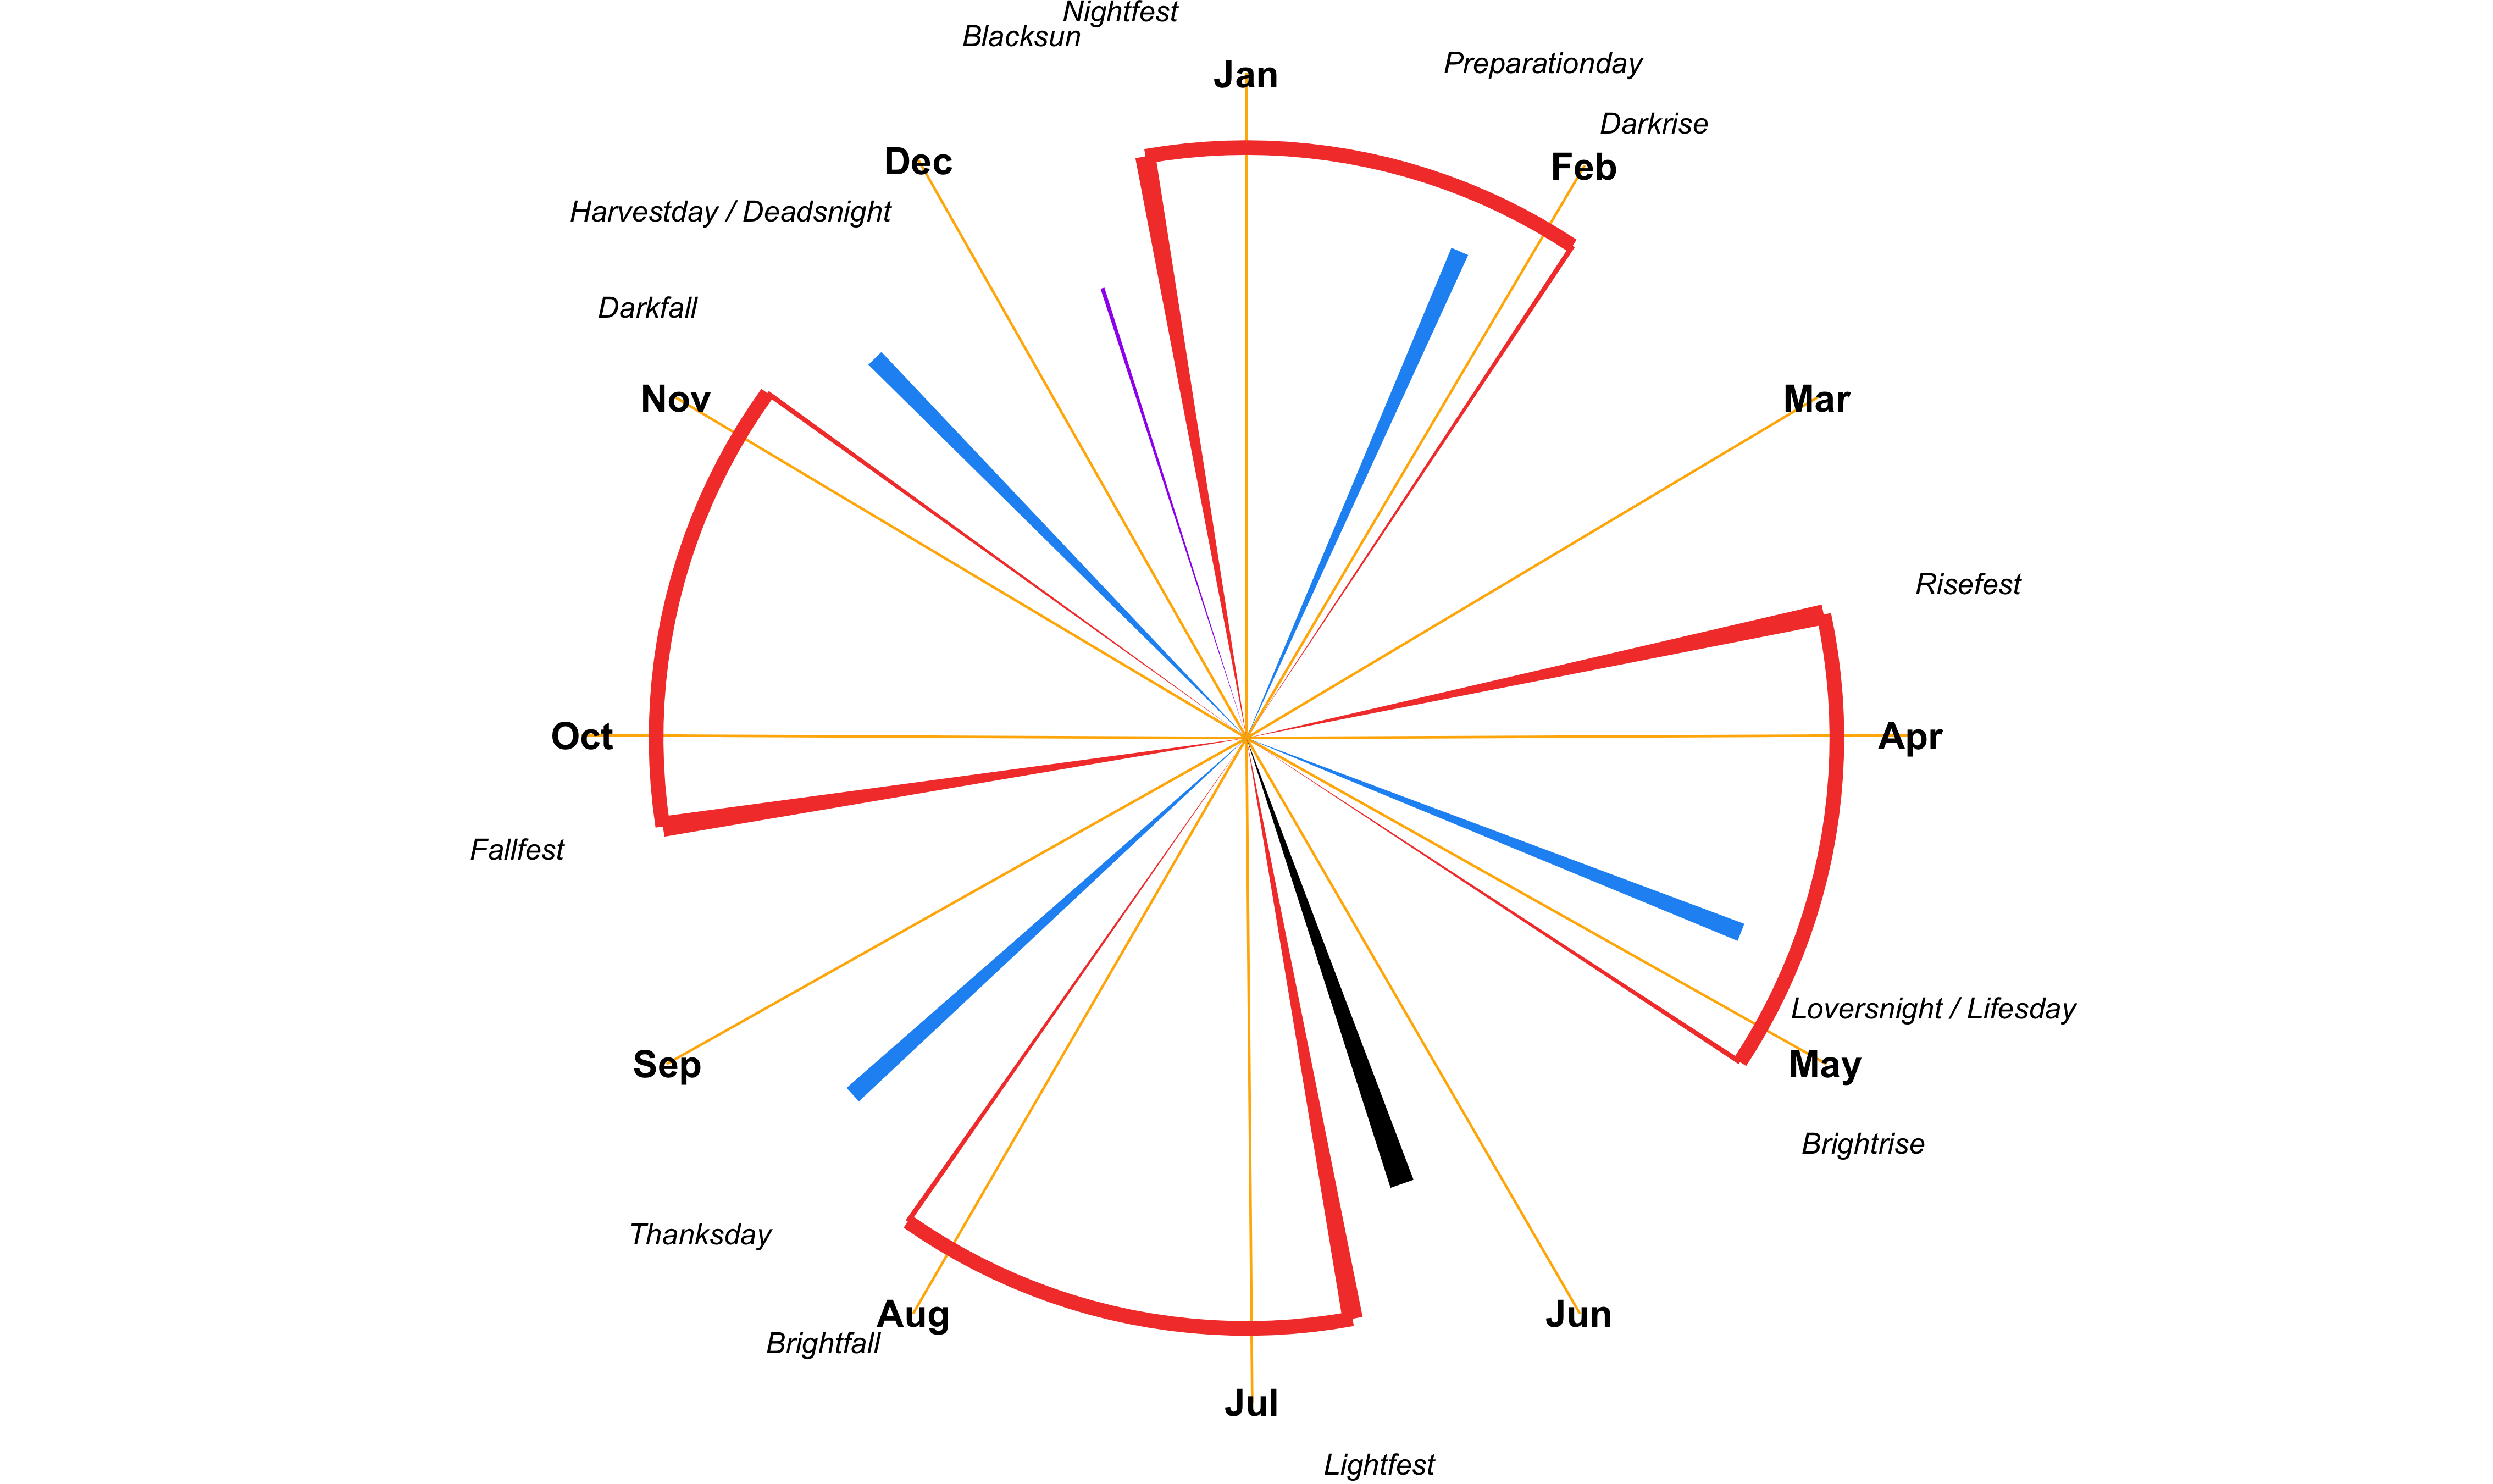 Nightfest
Blacksun
Preparationday
Jan
Darkrise
Dec
Feb
Harvestday / Deadsnight
Darkfall
Nov
Mar
Risefest
Oct
Apr
Fallfest
Loversnight / Lifesday
Sep
May
Brightrise
Thanksday
Aug
Jun
Brightfall
Jul
Lightfest